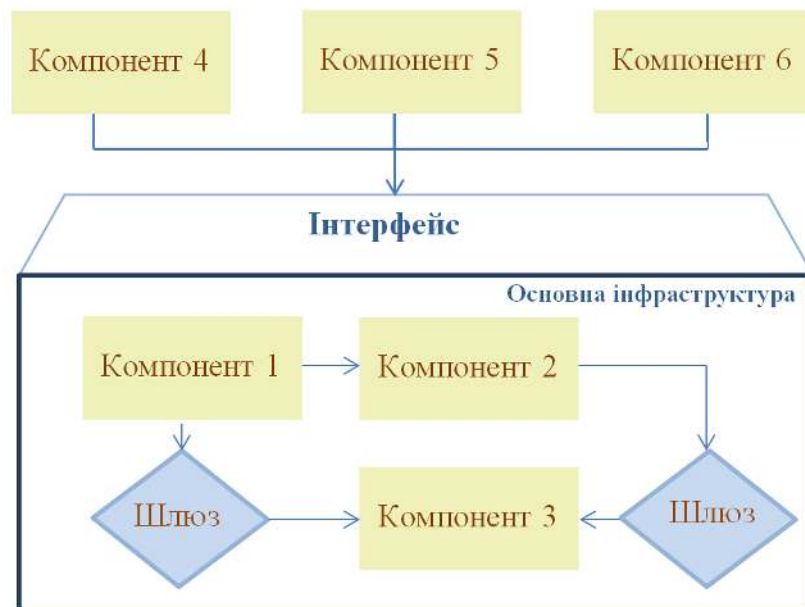 Компонент 4
Компонент 5
Компонент 6
Інтерфейс
Основна інфраструктура
Компонент 1
Компонент 2
Шлюз
Компонент 3
Шлюз